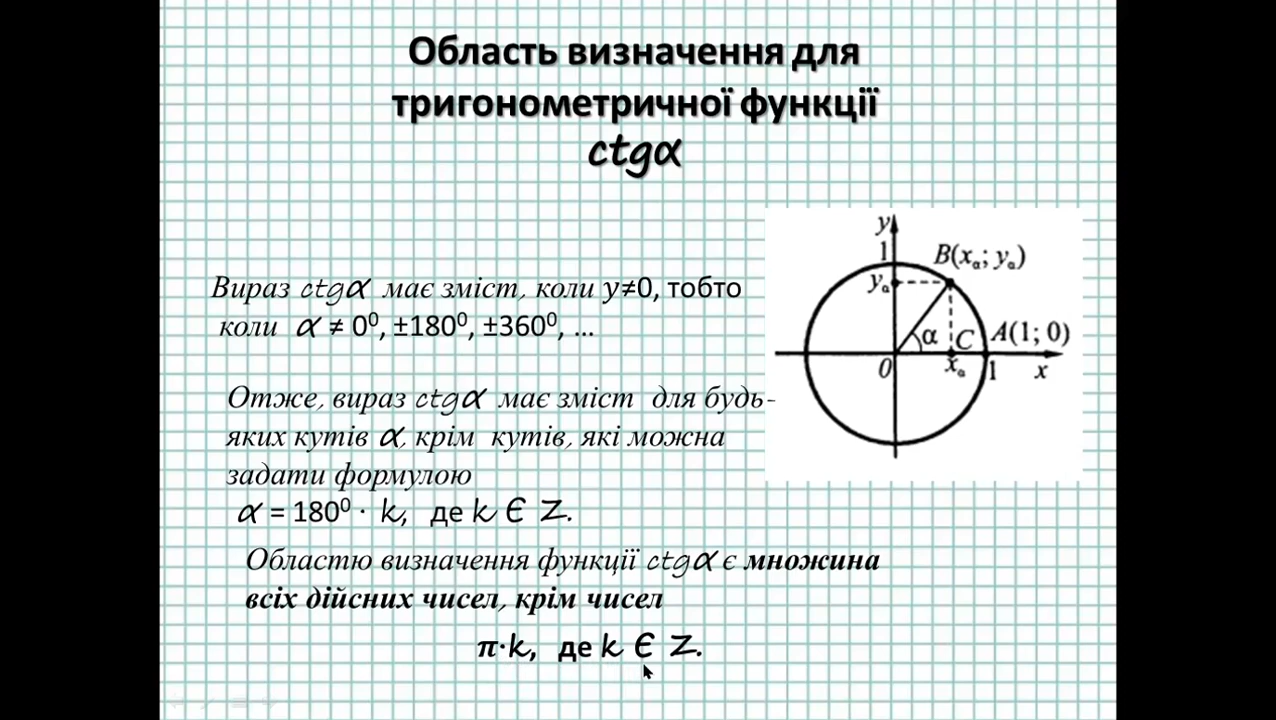 Область визначення для
тригонометричної функції
ctgα
Вираз ctgα має зміст, коли y≠0, тобто
коли α ≠ 0⁰, ±180⁰, ±360⁰, ...
y
1
B(xα; yα)
yα
α
C
A(1; 0)
0
xα
1
x
Отже, вираз ctgα має зміст для будь-
яких кутів α, крім кутів, які можна
задати формулою
α = 180⁰ · k, де k Є Z.
Областю визначення функції ctgα є множина
всіх дійсних чисел, крім чисел
π·k, де k Є Z.